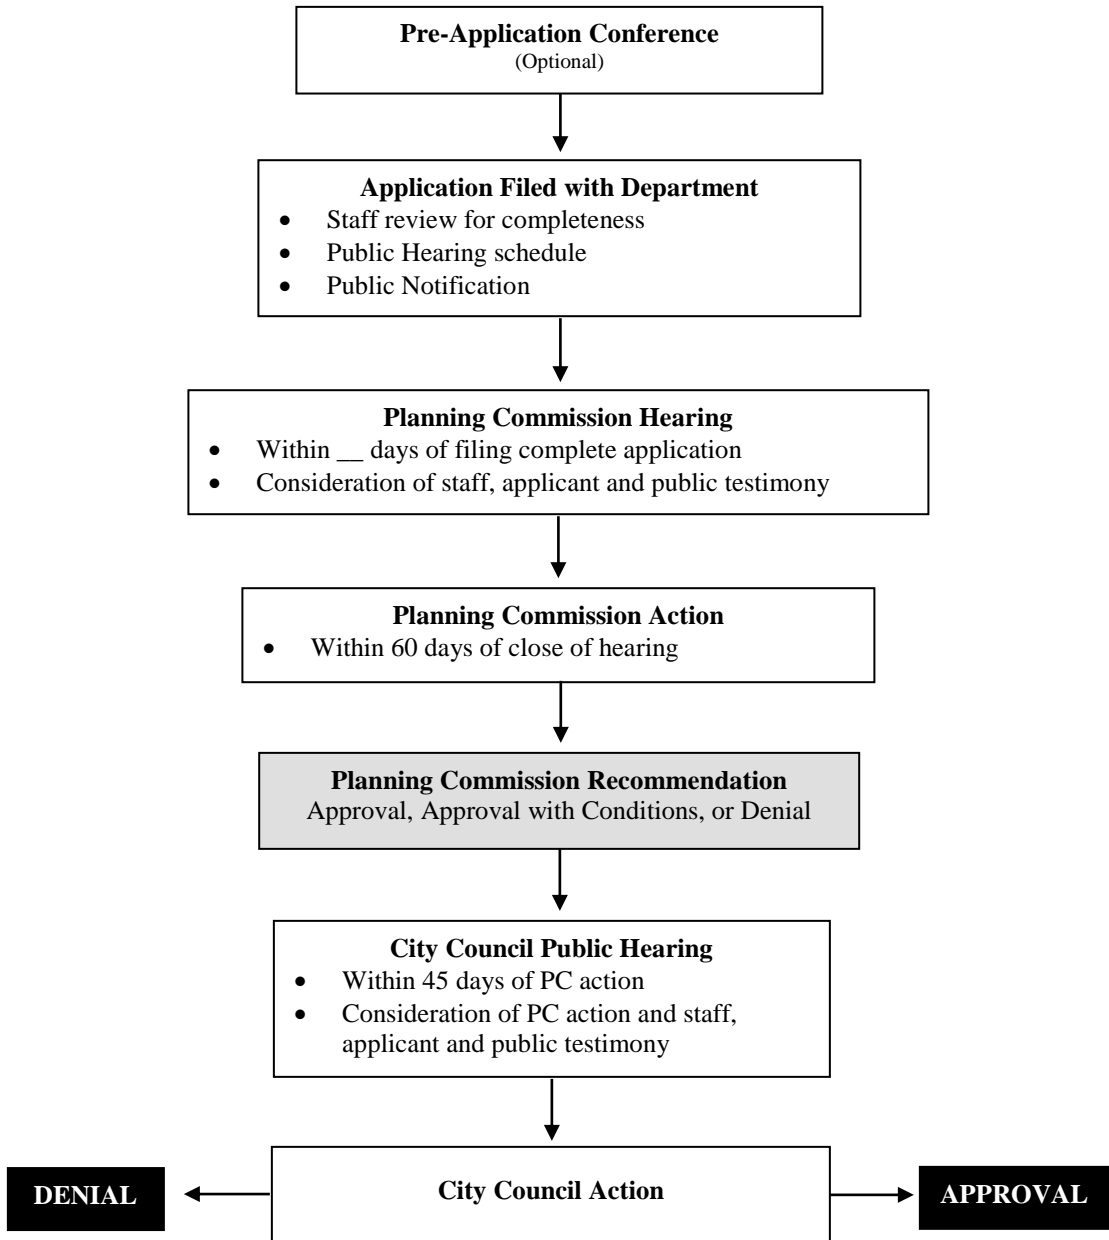 Pre-Application Conference
(Optional)
Application Filed with Department
• Staff review for completeness
• Public Hearing schedule
• Public Notification
Planning Commission Hearing
• Within __ days of filing complete application
• Consideration of staff, applicant and public testimony
Planning Commission Action
• Within 60 days of close of hearing
Planning Commission Recommendation
Approval, Approval with Conditions, or Denial
City Council Public Hearing
• Within 45 days of PC action
• Consideration of PC action and staff,
applicant and public testimony
DENIAL
City Council Action
APPROVAL